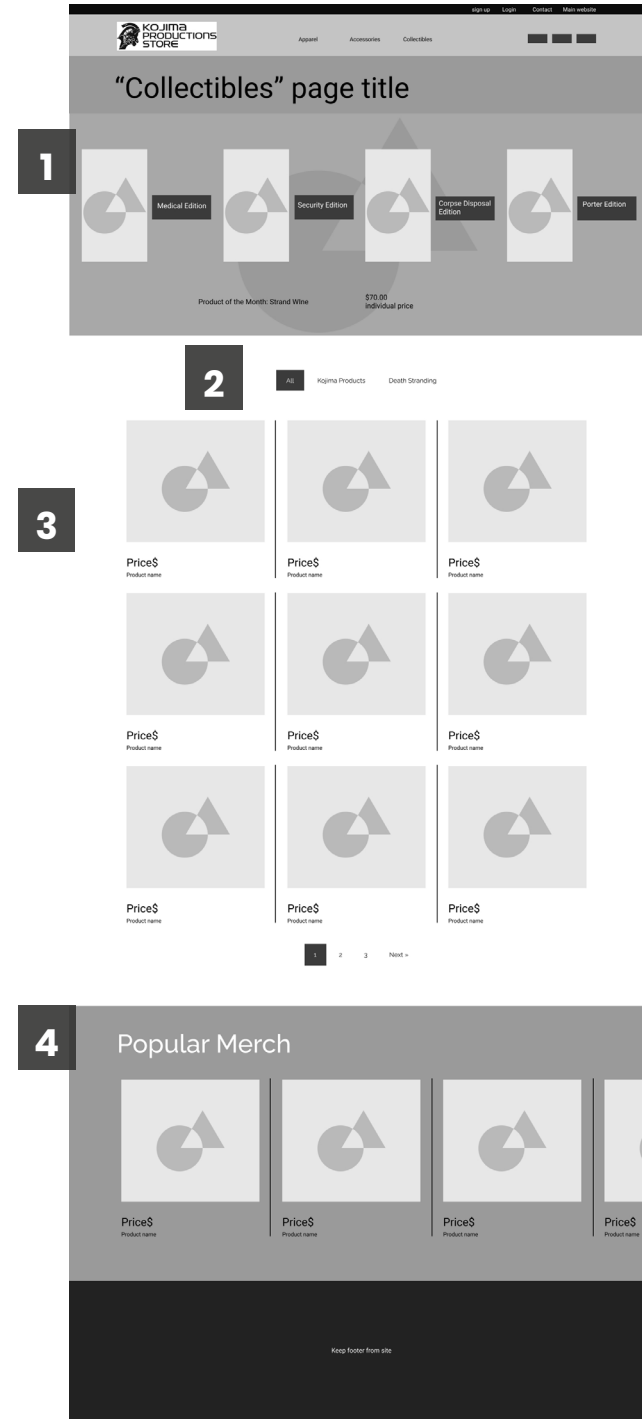 sign up Login Contact Main website
KOJIMA
PRODUCTIONS
STORE
Apparel Accessories Collectibles
“Collectibles” page title
1
Medical Edition
Security Edition
Corpse Disposal
Edition
Porter Edition
Product of the Month: Strand WIne
$70.00
individual price
2
All Kojima Products Death Stranding
3
Price$ Price$ Price$
Product name Product name Product name
Price$ Price$ Price$
Product name Product name Product name
Price$ Price$ Price$
Product name Product name Product name
1 2 3 Next »
4
Popular Merch
Price$ Price$ Price$ Price$
Product name Product name Product name Product name
Keep footer from site